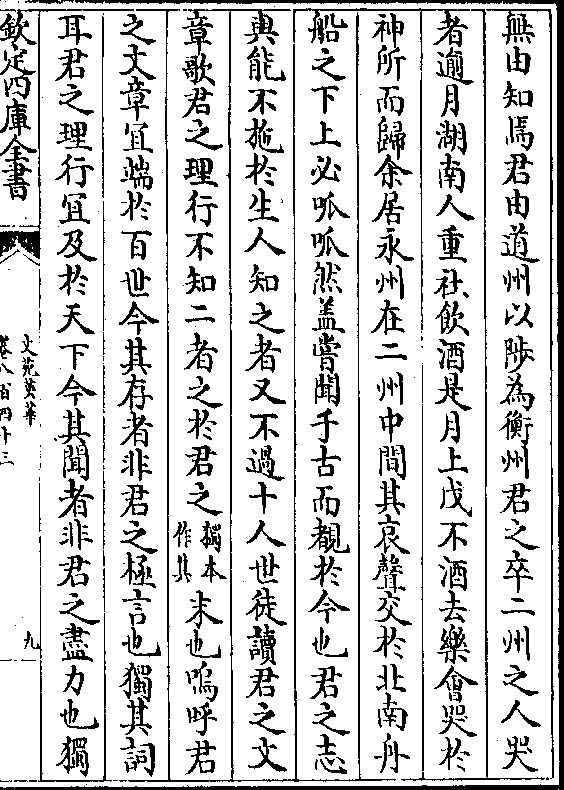 無由知焉君由道州以陟為衡州君之卒二州之人哭
者逾月湖南人重社飲酒是月上戊不酒去樂會哭於
神所而歸余居永州在二州中間其哀聲交於北南舟
船之下上必呱呱然盖嘗聞于古而覩於今也君之志
與能不施於生人知之者又不過十人世徒讀君之文
章歌君之理行不知二者之於君之獨本作其末也嗚呼君
之文章宜端於百世今其存者非君之極言也獨其詞
耳君之理行宜及於天下今其聞者非君之盡力也獨
欽定四庫全書
文苑英華
卷八百四十三
九